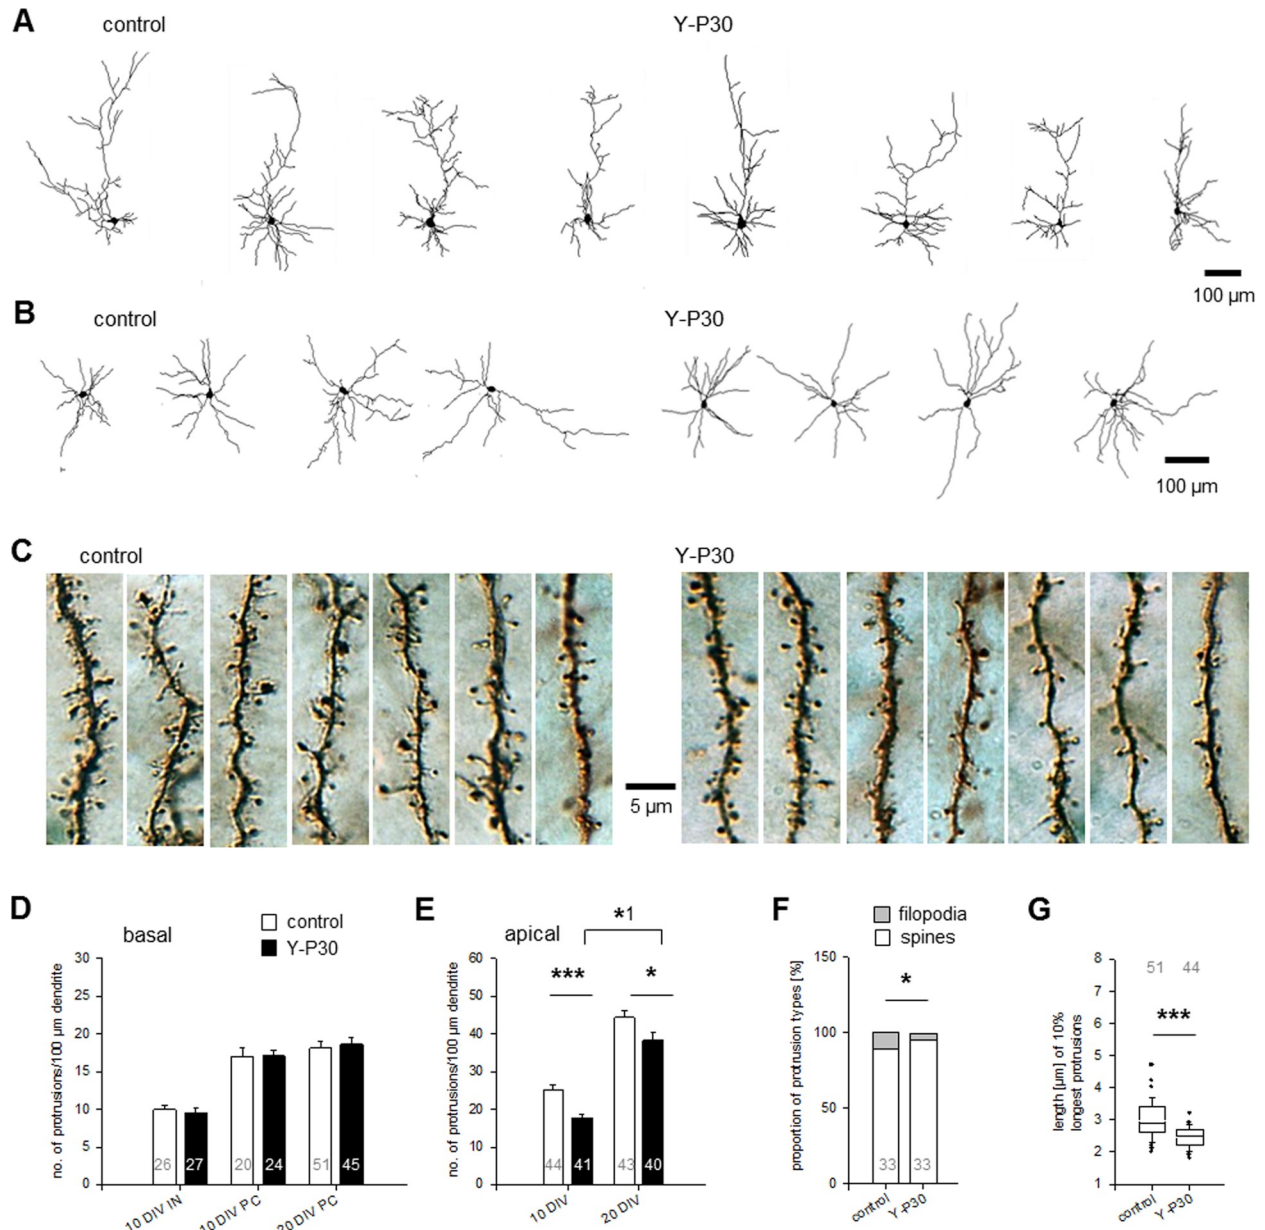 A
control
Y-P30
100 µm
B
control
Y-P30
100 µm
C
control
Y-P30
5 µm
D
basal
control
Y-P30
no. of protrusions/100 µm dendrite
30
25
20
15
10
5
0
26
27
20
24
51
45
10 DIV IN
10 DIV PC
20 DIV PC
E
apical
*1
***
*
no. of protrusions/100 µm dendrite
60
50
40
30
20
10
0
44
41
43
40
10 DIV
20 DIV
F
filopodia
spines
*
proportion of protrusion types [%]
150
100
50
0
33
33
control
Y-P30
G
51
44
***
length [µm] of 10%
longest protrusions
8
7
6
5
4
3
2
1
control
Y-P30